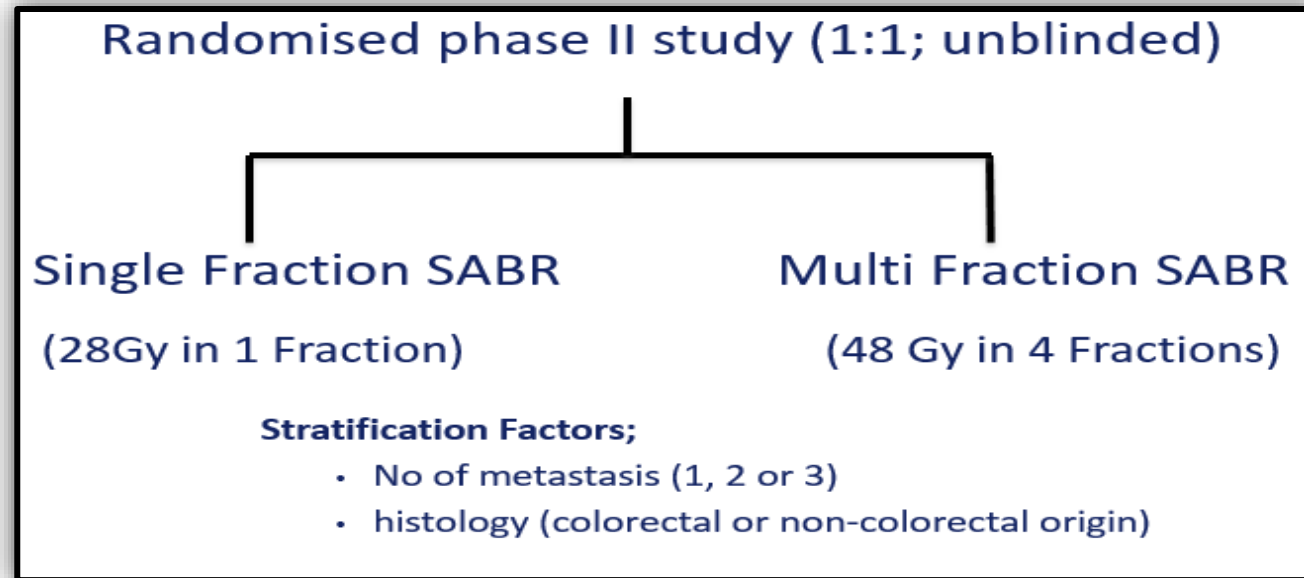 Randomised phase II study (1:1; unblinded)
Single Fraction SABR
(28Gy in 1 Fraction)
Multi Fraction SABR
(48 Gy in 4 Fractions)
Stratification Factors;
• No of metastasis (1, 2 or 3)
• histology (colorectal or non-colorectal origin)